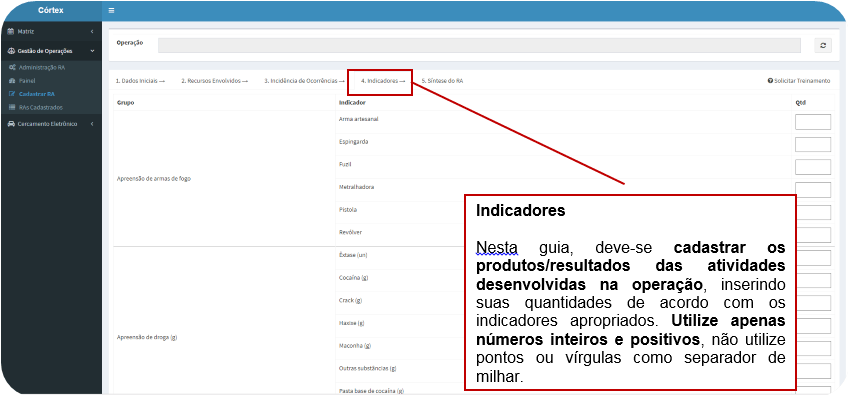 Córtex
Matriz
Gestão de Operações
Administração RA
Painel
Cadastrar RA
RAs Cadastrados
Cercamento Eletrônico
Operação
1. Dados Iniciais → 2. Recursos Envolvidos → 3. Incidência de Ocorrências → 4. Indicadores → 5. Síntese do RA
Solicitar Treinamento
Grupo Indicador Qtd
Apreensão de armas de fogo
Arma artesanal
Espingarda
Fuzil
Metralhadora
Pistola
Revólver
Apreensão de droga (g)
Êxtase (un)
Cocaína (g)
Crack (g)
Haxixe (g)
Maconha (g)
Outras substâncias (g)
Pasta base de cocaína (g)
Indicadores
Nesta guia, deve-se cadastrar os
produtos/resultados das atividades
desenvolvidas na operação, inserindo
suas quantidades de acordo com os
indicadores apropriados. Utilize apenas
números inteiros e positivos, não utilize
pontos ou vírgulas como separador de
milhar.